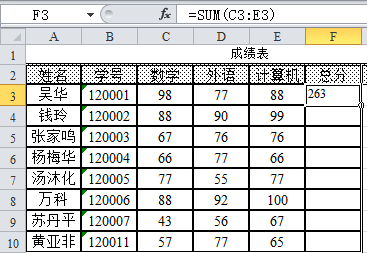 F3 fx =SUM(C3:E3)
A B C D E F
1 成绩表
2 姓名 学号 数学 外语 计算机 总分
3 吴华 120001 98 77 88 263
4 钱玲 120002 88 90 99
5 张家鸣 120003 67 76 76
6 杨梅华 120004 66 77 66
7 汤沐化 120005 77 55 77
8 万科 120006 88 92 100
9 苏丹平 120007 43 56 67
10 黄亚非 120011 57 77 65